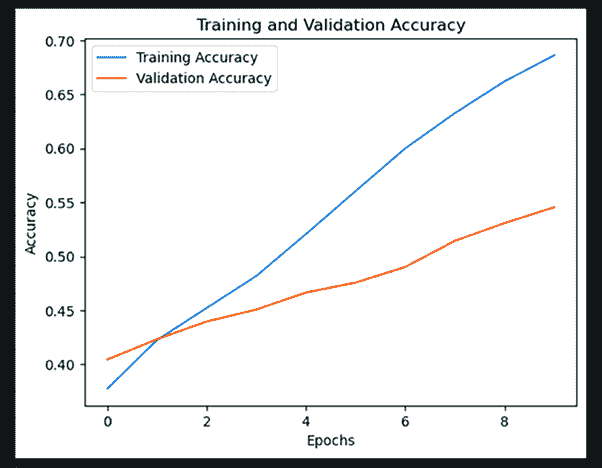 Training and Validation Accuracy
Training Accuracy
Validation Accuracy
0.70
0.65
0.60
0.55
0.50
0.45
0.40
Accuracy
0 2 4 6 8
Epochs